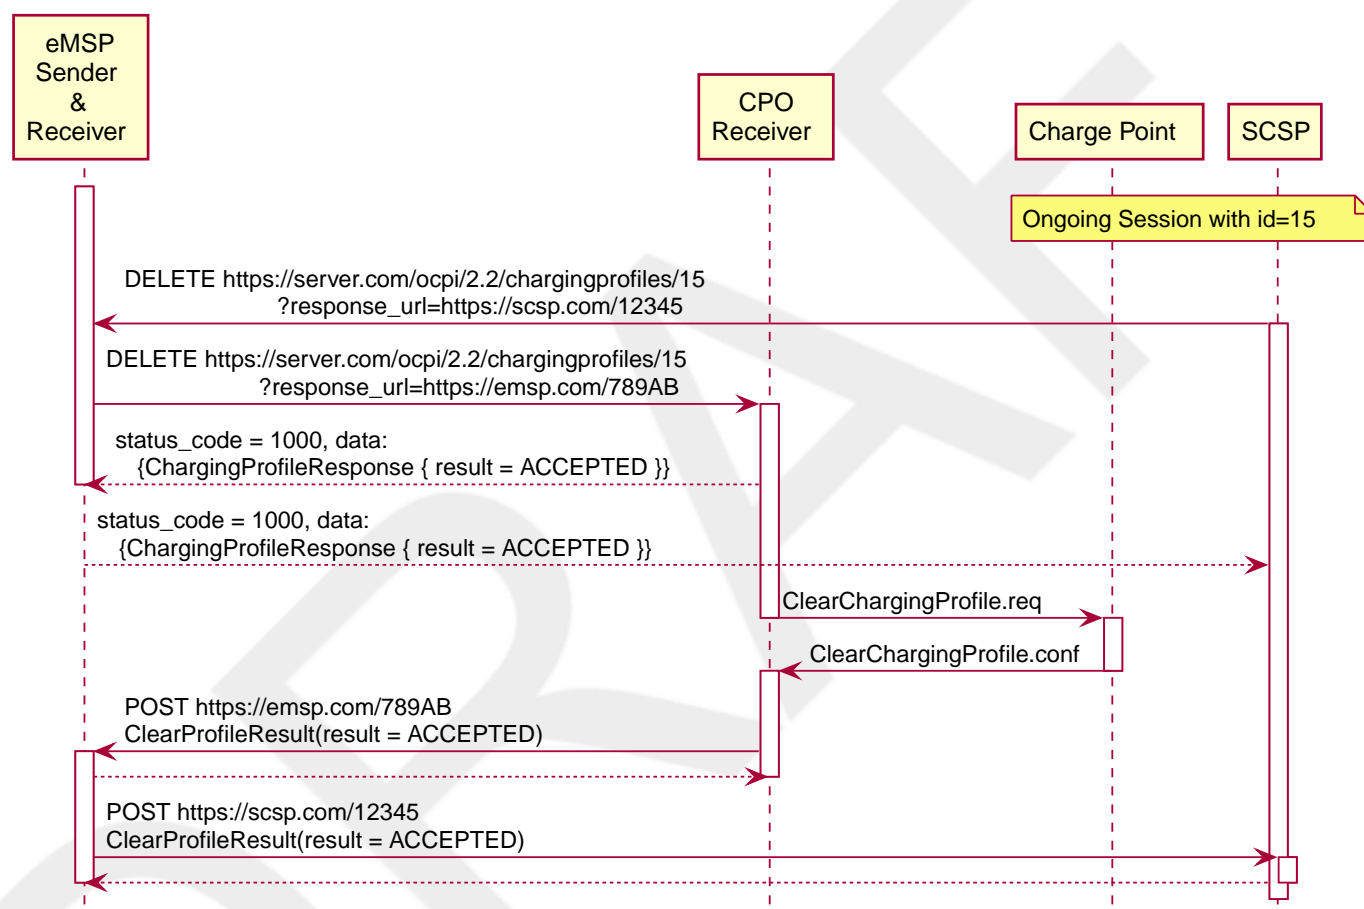 eMSP
Sender
&
Receiver
CPO
Receiver
Charge Point
SCSP
Ongoing Session with id=15
DELETE https://server.com/ocpi/2.2/chargingprofiles/15
?response_url=https://scsp.com/12345
DELETE https://server.com/ocpi/2.2/chargingprofiles/15
?response_url=https://emsp.com/789AB
status_code = 1000, data:
{ChargingProfileResponse { result = ACCEPTED }}
status_code = 1000, data:
{ChargingProfileResponse { result = ACCEPTED }}
ClearChargingProfile.req
ClearChargingProfile.conf
POST https://emsp.com/789AB
ClearProfileResult(result = ACCEPTED)
POST https://scsp.com/12345
ClearProfileResult(result = ACCEPTED)